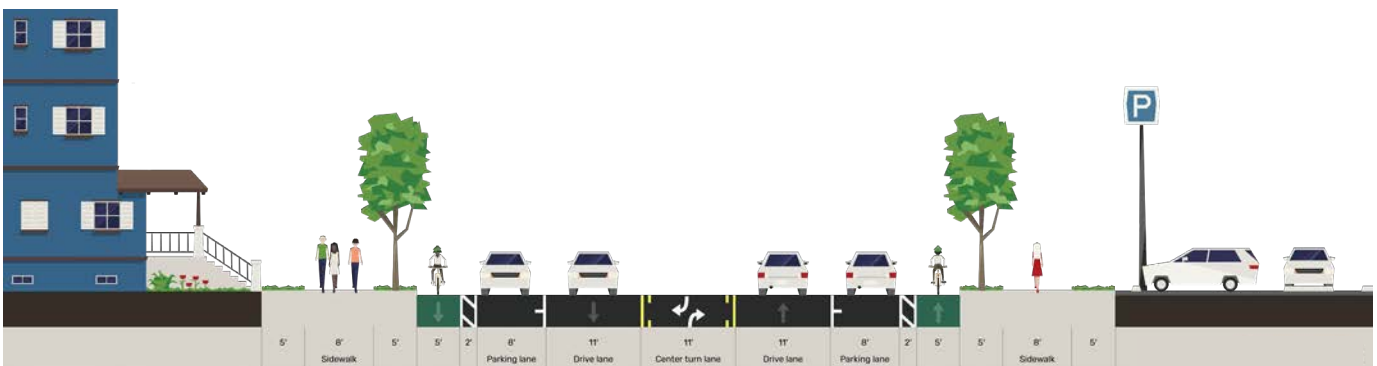 P
5' 8' 5' 5' 2' 8' 11' 11' 11' 8' 2' 5' 5' 8' 5'
Sidewalk Parking lane Drive lane Center turn lane Drive lane Parking lane Sidewalk